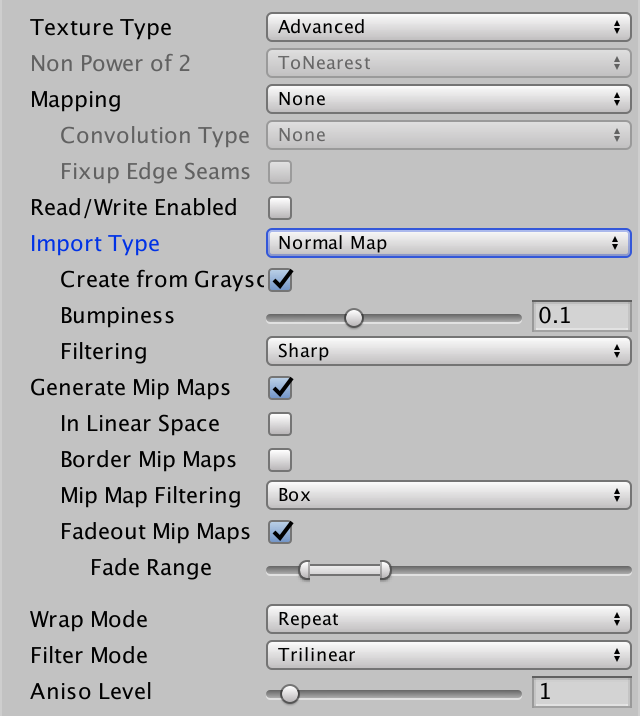 Texture Type Advanced
Non Power of 2 ToNearest
Mapping None
Convolution Type None
Fixup Edge Seams
Read/Write Enabled
Import Type Normal Map
Create from Graysc
Bumpiness 0.1
Filtering Sharp
Generate Mip Maps
In Linear Space
Border Mip Maps
Mip Map Filtering Box
Fadeout Mip Maps
Fade Range
Wrap Mode Repeat
Filter Mode Trilinear
Aniso Level 1